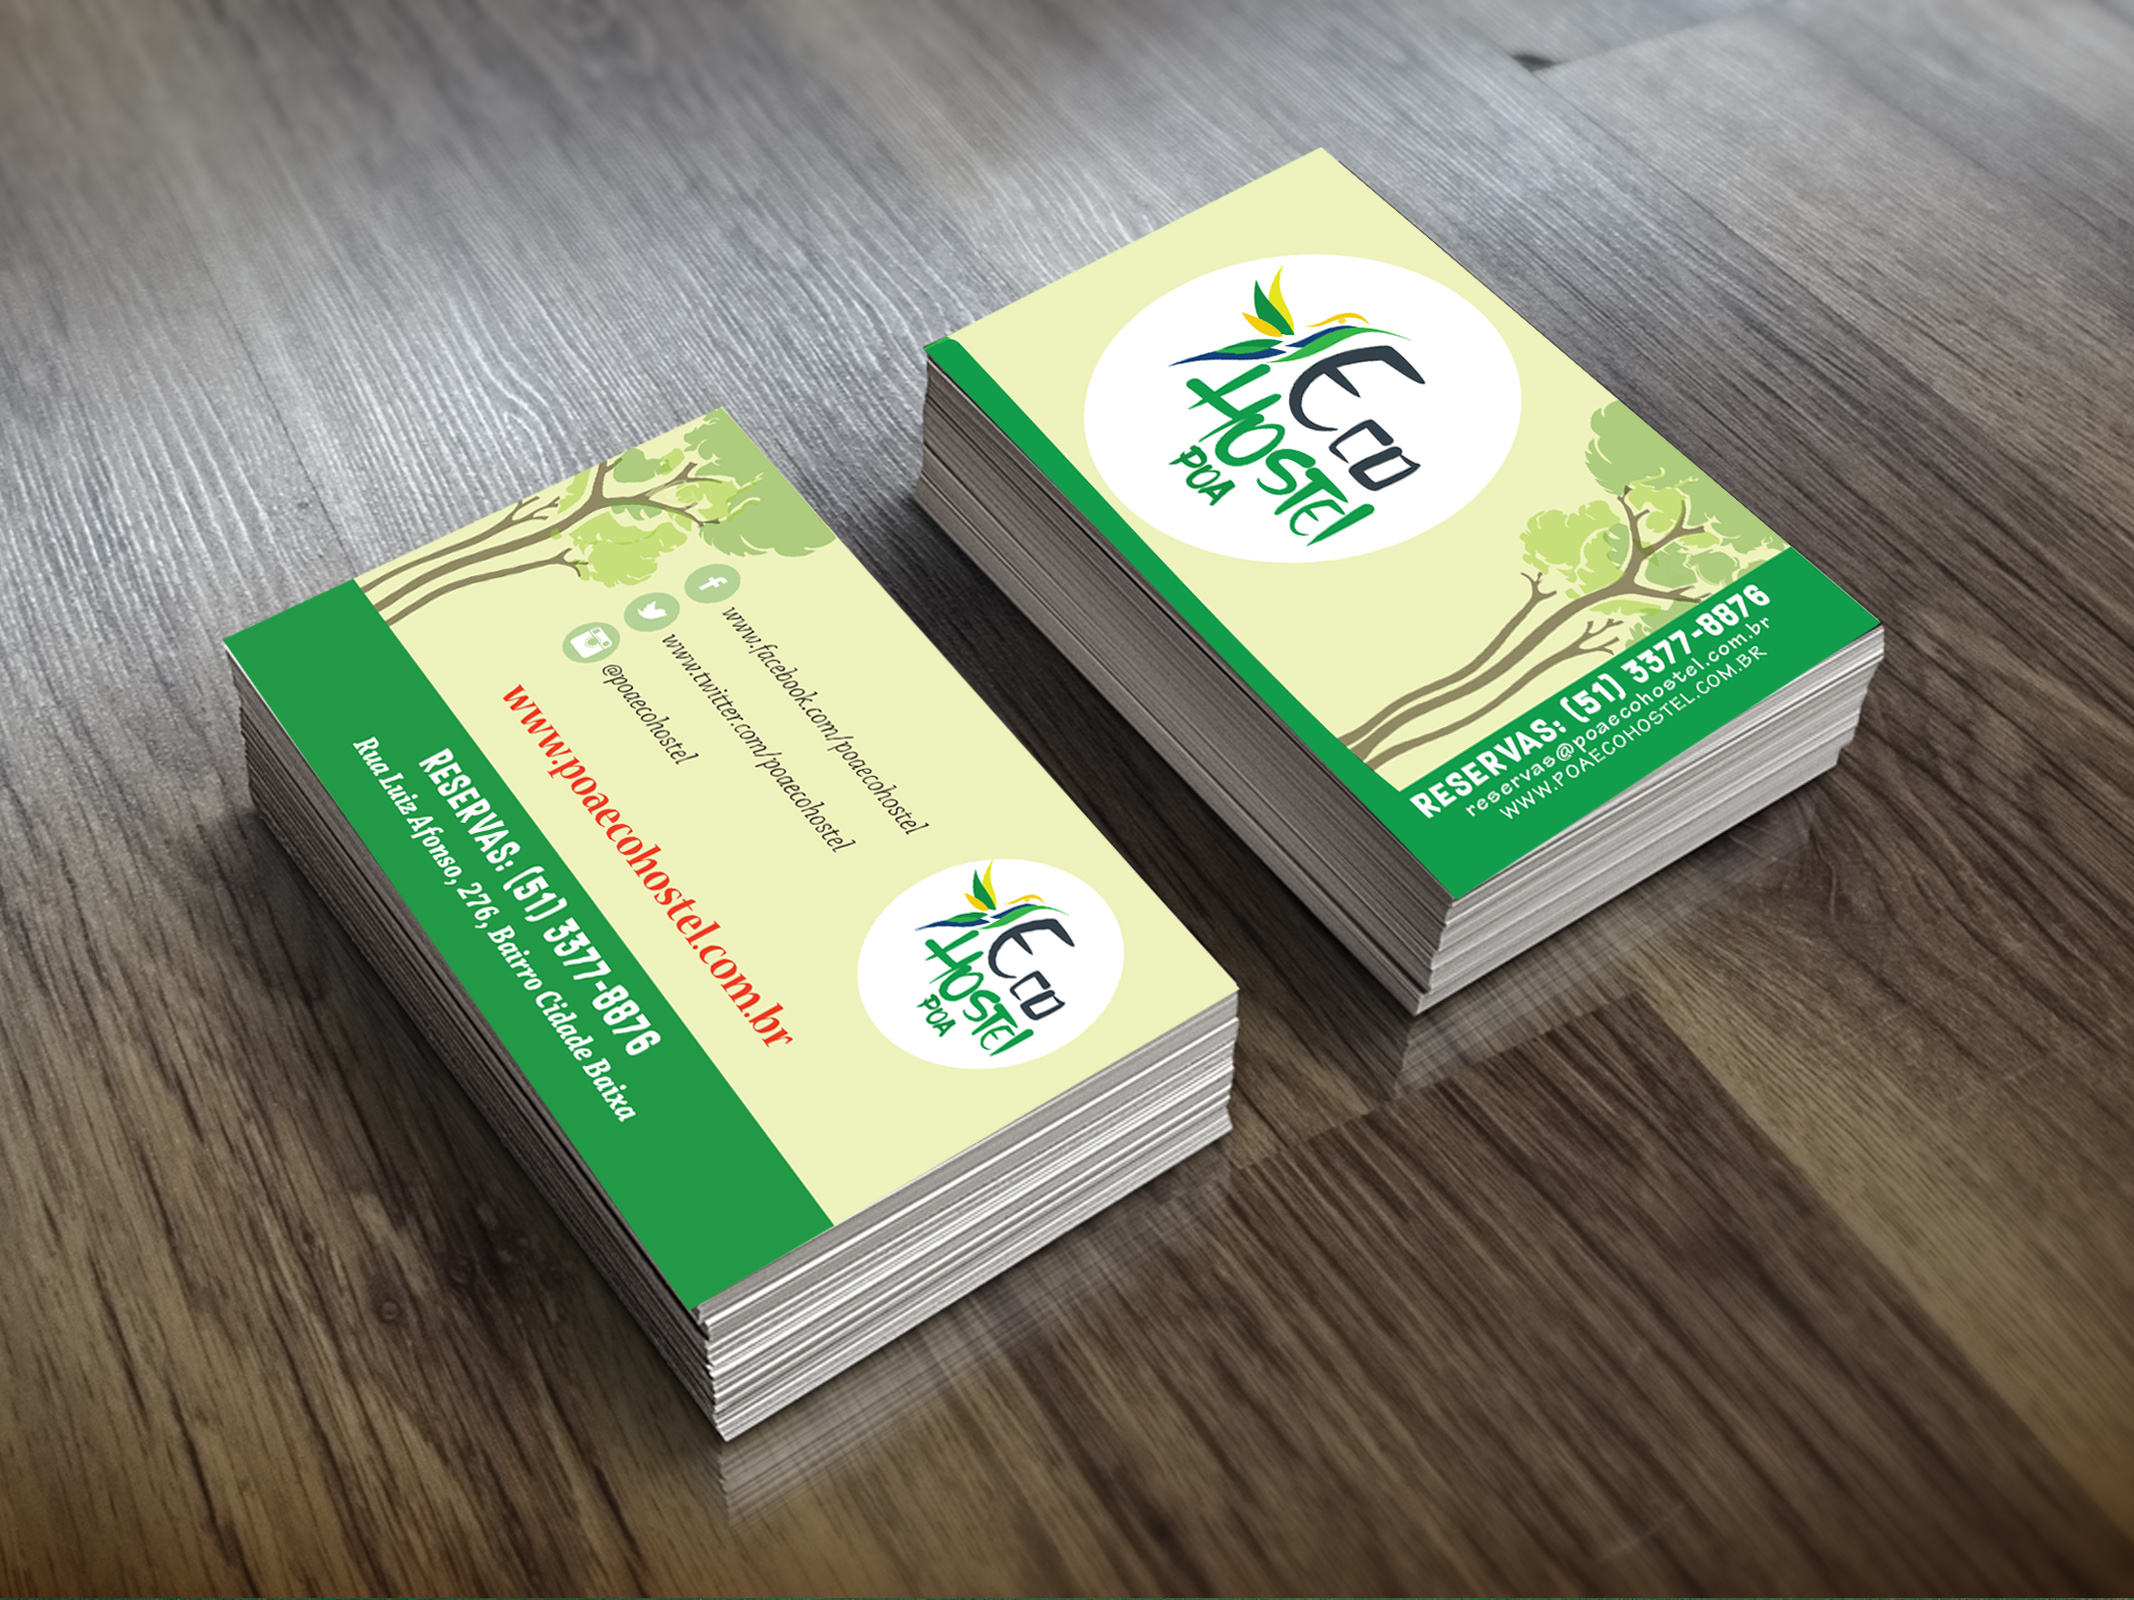 www.facebook.com/poaecohostel
www.twitter.com/poaecohostel
@poaecohostel
www.poaecohostel.com.br
RESERVAS: (51) 3377-8876
Rua Luiz Afonso, 276, Bairro Cidade Baixa
Eco
HOSTEL
POA
Eco
HOSTEL
POA
RESERVAS: (51) 3377-8876
reservas@poaecohostel.com.br
WWW.POAECOHOSTEL.COM.BR